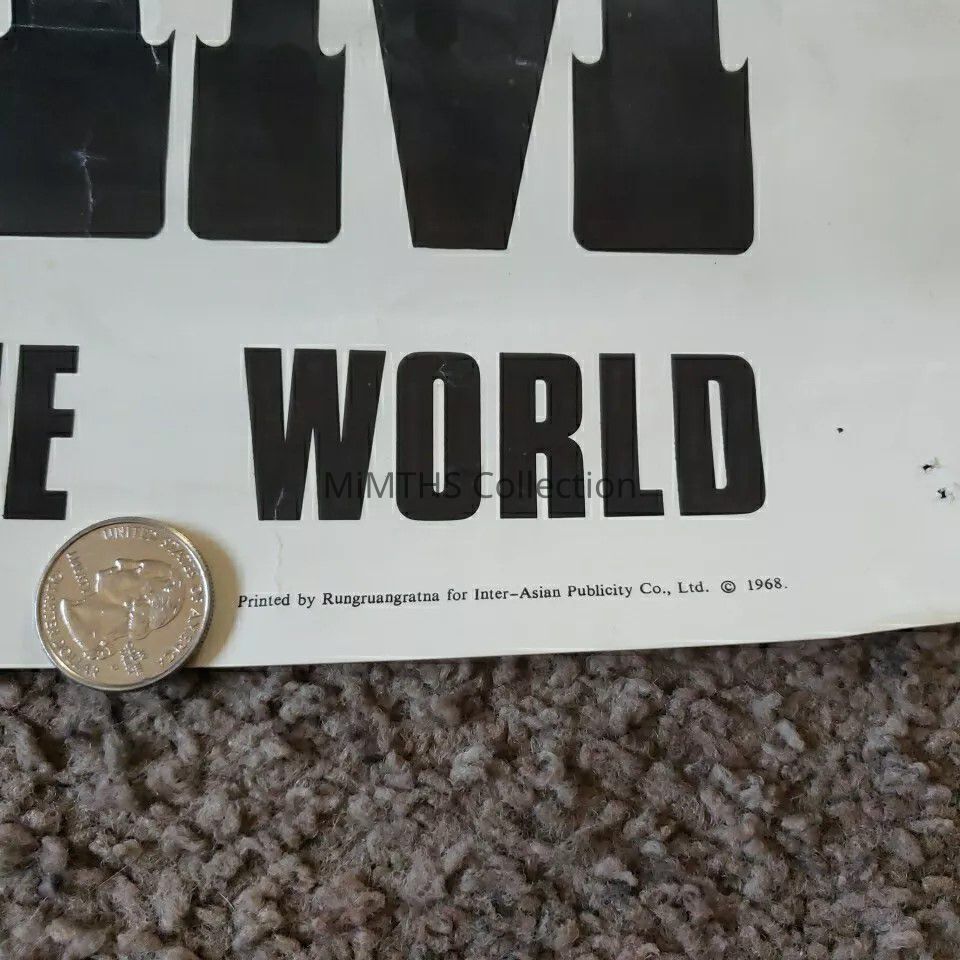 WORLD
MiMTHS Collection
UNITED STATES OF AMERICA
Printed by Rungruangratna for Inter-Asian Publicity Co., Ltd. © 1968.